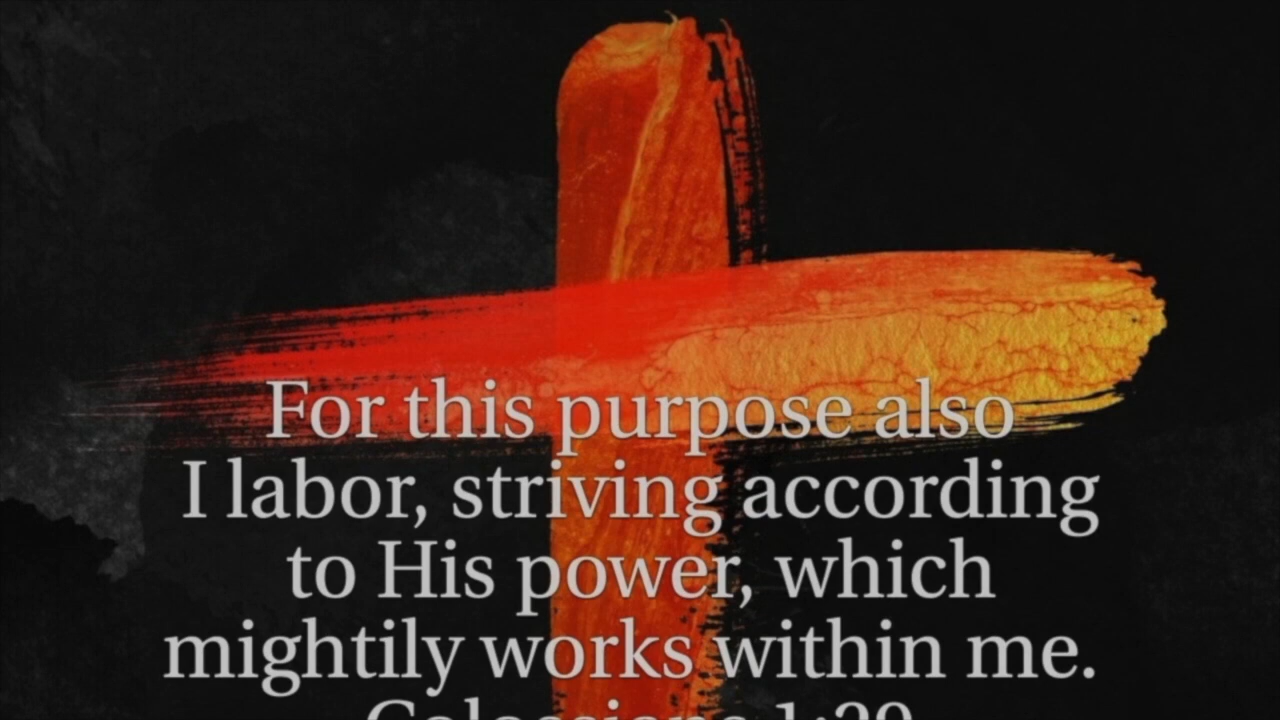 For this purpose also
I labor, striving according
to His power, which
mightily works within me.
Colossians 1:29